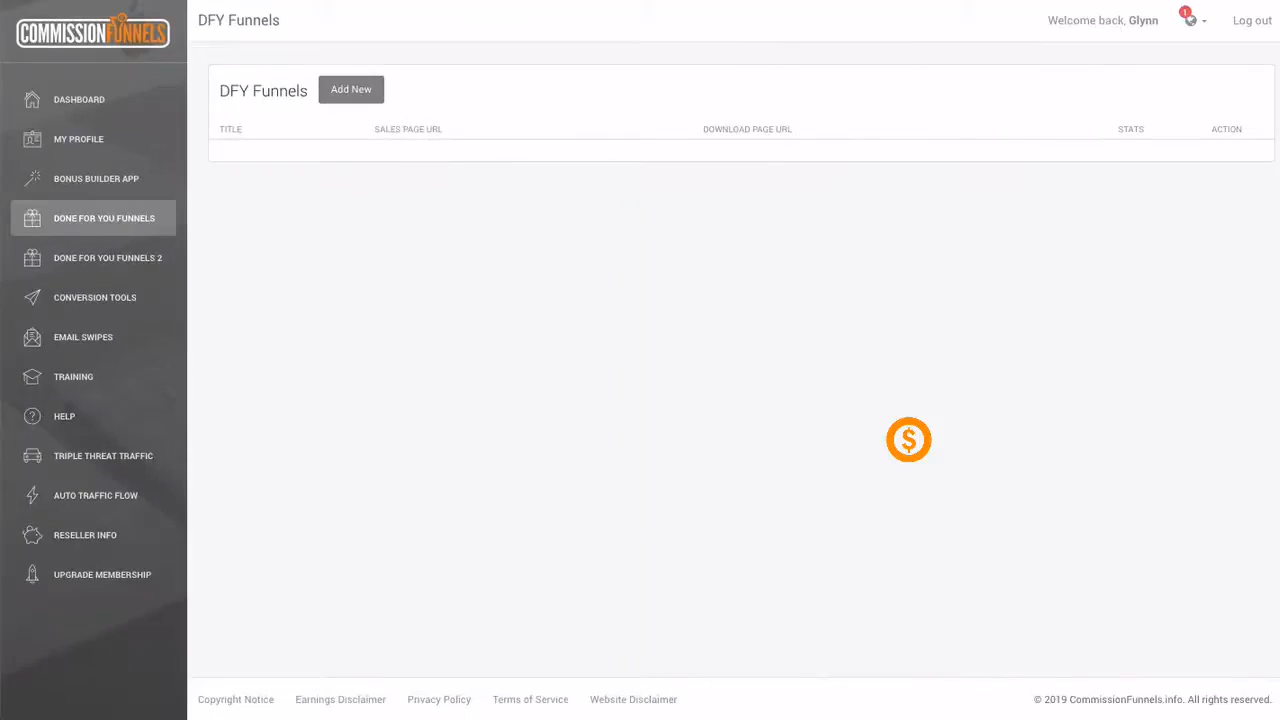 COMMISSIONFUNNELS
DFY Funnels
Welcome back, Glynn
1
Log out
DASHBOARD
MY PROFILE
BONUS BUILDER APP
DONE FOR YOU FUNNELS
DONE FOR YOU FUNNELS 2
CONVERSION TOOLS
EMAIL SWIPES
TRAINING
HELP
TRIPLE THREAT TRAFFIC
AUTO TRAFFIC FLOW
RESELLER INFO
UPGRADE MEMBERSHIP
DFY Funnels
Add New
TITLE SALES PAGE URL DOWNLOAD PAGE URL STATS ACTION
$
Copyright Notice Earnings Disclaimer Privacy Policy Terms of Service Website Disclaimer
© 2019 CommissionFunnels.info. All rights reserved.